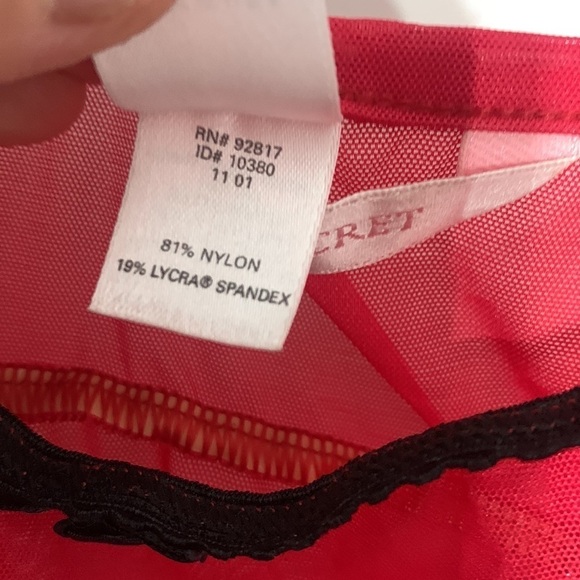 RN# 92817
ID# 10380
11 01
81% NYLON
19% LYCRA® SPANDEX
CRET